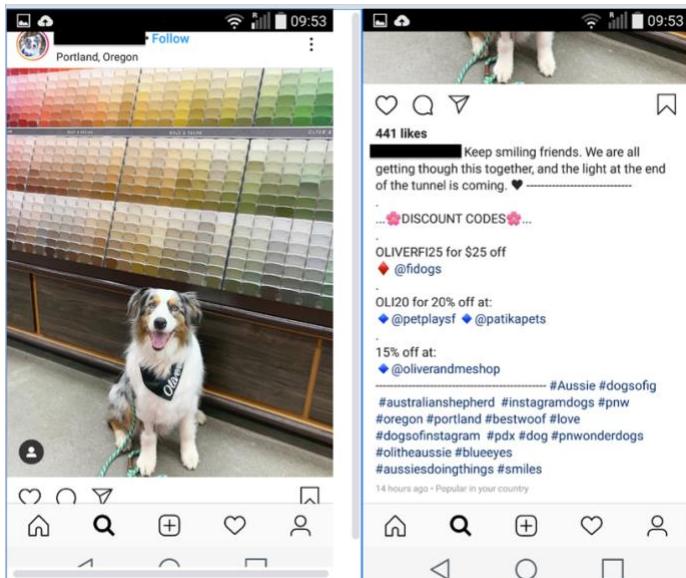 09:53
• Follow
Portland, Oregon
Oliver
09:53
441 likes
Keep smiling friends. We are all
getting though this together, and the light at the end
of the tunnel is coming. 🖤 ----------------------------
.
...🌸DISCOUNT CODES🌸...
.
OLIVERFI25 for $25 off
♦️ @fidogs
.
OLI20 for 20% off at:
🔹@petplaysf 🔹@patikapets
.
15% off at:
🔹@oliverandmeshop
--------------------------------------------- #Aussie #dogsofig
#australianshepherd #instagramdogs #pnw
#oregon #portland #bestwoof #love
#dogsofinstagram #pdx #dog #pnwonderdogs
#olitheaussie #blueeyes
#aussiesdoingthings #smiles
14 hours ago • Popular in your country